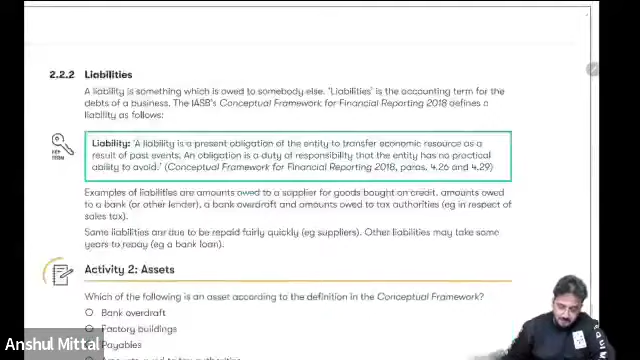 2.2.2 Liabilities
A liability is something which is owed to somebody else. 'Liabilities' is the accounting term for the
debts of a business. The IASB's Conceptual Framework for Financial Reporting 2018 defines a
liability as follows:
KEY
TERM
Liability: 'A liability is a present obligation of the entity to transfer economic resource as a
result of past events. An obligation is a duty of responsibility that the entity has no practical
ability to avoid.' (Conceptual Framework for Financial Reporting 2018, paras. 4.26 and 4.29)
Examples of liabilities are amounts owed to a supplier for goods bought on credit, amounts owed
to a bank (or other lender), a bank overdraft and amounts owed to tax authorities (eg in respect of
sales tax).
Some liabilities are due to be repaid fairly quickly (eg suppliers). Other liabilities may take some
years to repay (eg a bank loan).
Activity 2: Assets
Which of the following is an asset according to the definition in the Conceptual Framework?
Bank overdraft
Factory buildings
Payables
Anshul Mittal